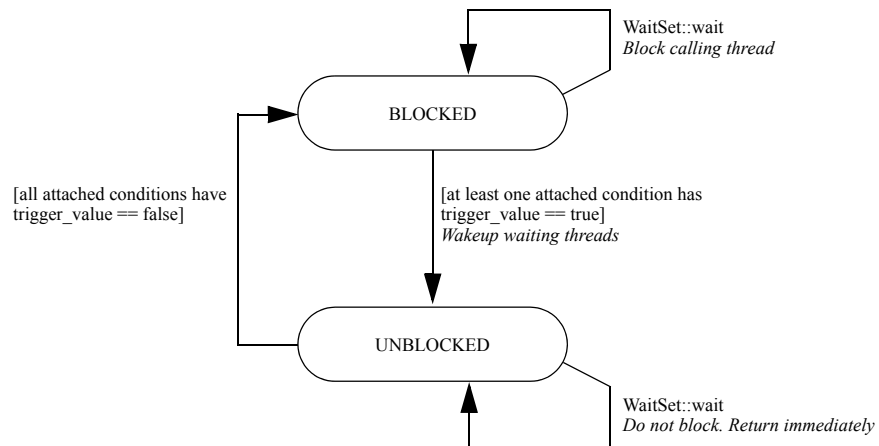 WaitSet::wait
Block calling thread
BLOCKED
[all attached conditions have
trigger_value == false]
[at least one attached condition has
trigger_value == true]
Wakeup waiting threads
UNBLOCKED
WaitSet::wait
Do not block. Return immediately